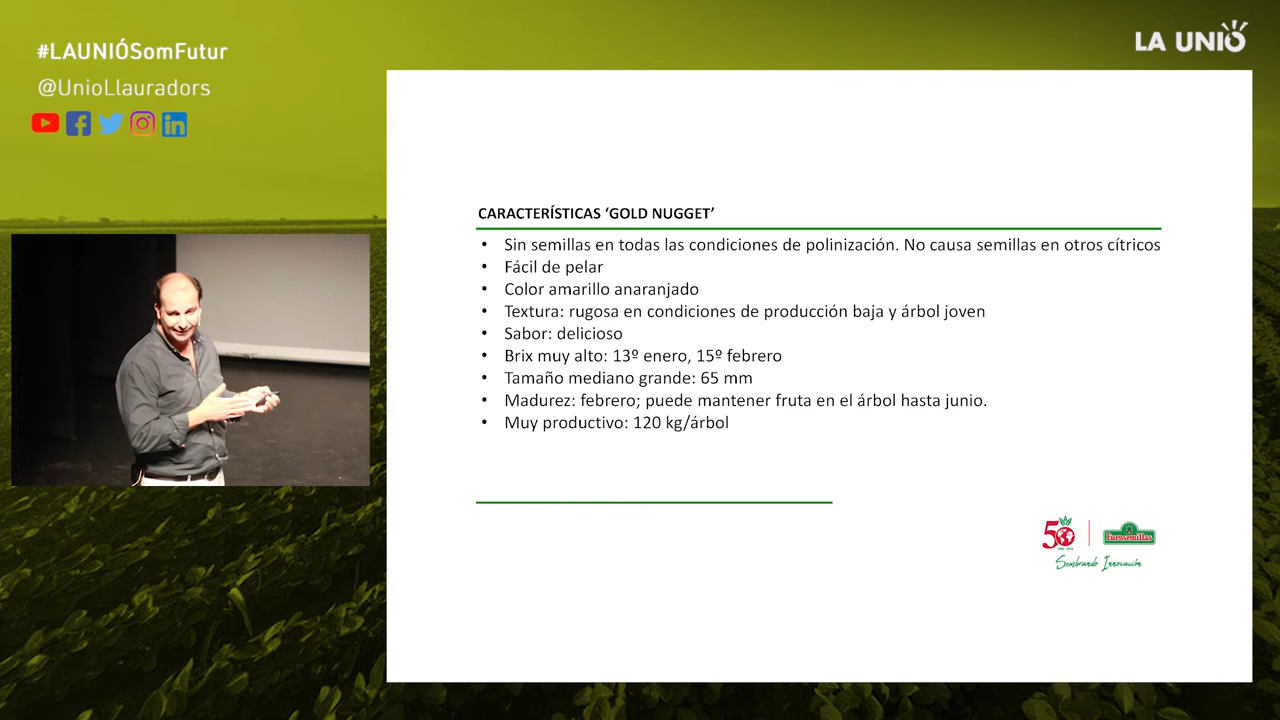 #LAUNIÓSomFutur
@UnioLlauradors
LA UNIÓ
CARACTERÍSTICAS ‘GOLD NUGGET’
• Sin semillas en todas las condiciones de polinización. No causa semillas en otros cítricos
• Fácil de pelar
• Color amarillo anaranjado
• Textura: rugosa en condiciones de producción baja y árbol joven
• Sabor: delicioso
• Brix muy alto: 13º enero, 15º febrero
• Tamaño mediano grande: 65 mm
• Madurez: febrero; puede mantener fruta en el árbol hasta junio.
• Muy productivo: 120 kg/árbol
50
Eurosemillas
Sembrando Innovación